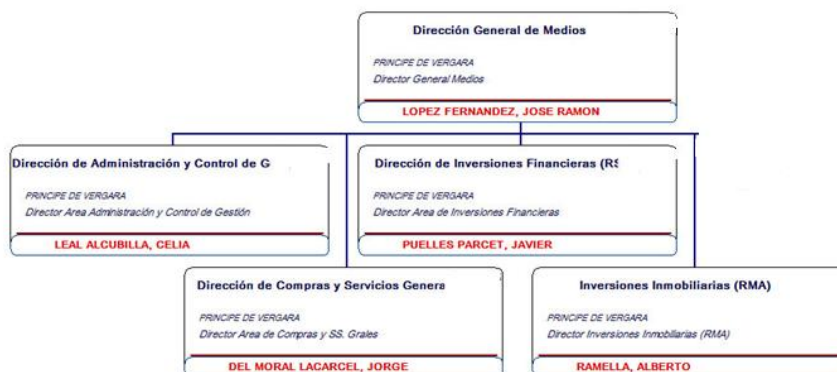 Dirección General de Medios
PRINCIPE DE VERGARA
Director General Medios
LOPEZ FERNANDEZ, JOSE RAMON
Dirección de Administración y Control de G
PRINCIPE DE VERGARA
Director Area Administración y Control de Gestión
LEAL ALCUBILLA, CELIA
Dirección de Inversiones Financieras (RS
PRINCIPE DE VERGARA
Director Area de Inversiones Financieras
PUELLES PARCET, JAVIER
Dirección de Compras y Servicios Genera
PRINCIPE DE VERGARA
Director Area de Compras y SS. Grales
DEL MORAL LACARCEL, JORGE
Inversiones Inmobiliarias (RMA)
PRINCIPE DE VERGARA
Director Inversiones Inmobiliarias (RMA)
RAMELLA, ALBERTO